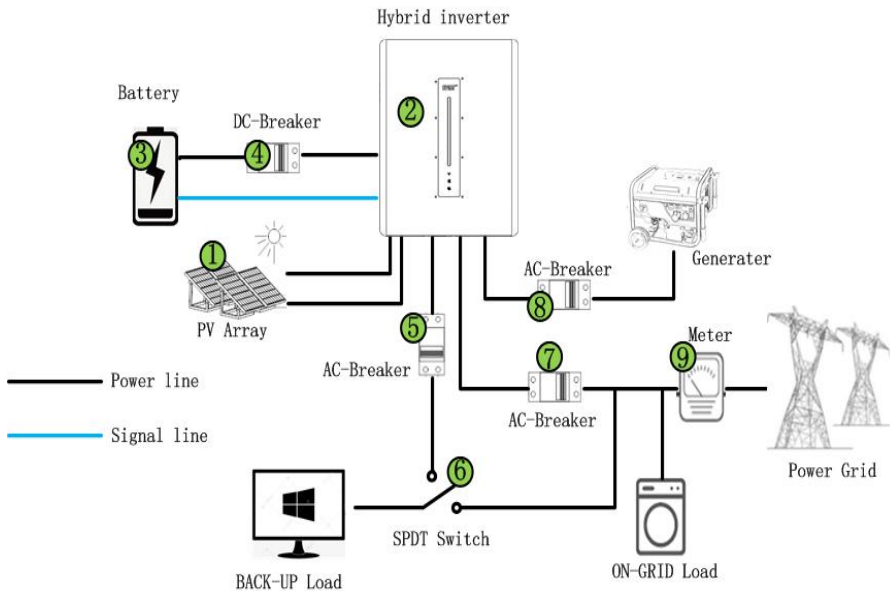 Hybrid inverter
Battery
DC-Breaker
2
3
4
1
PV Array
AC-Breaker
8
Generater
5
AC-Breaker
7
AC-Breaker
Meter
9
Power line
Signal line
6
SPDT Switch
BACK-UP Load
ON-GRID Load
Power Grid